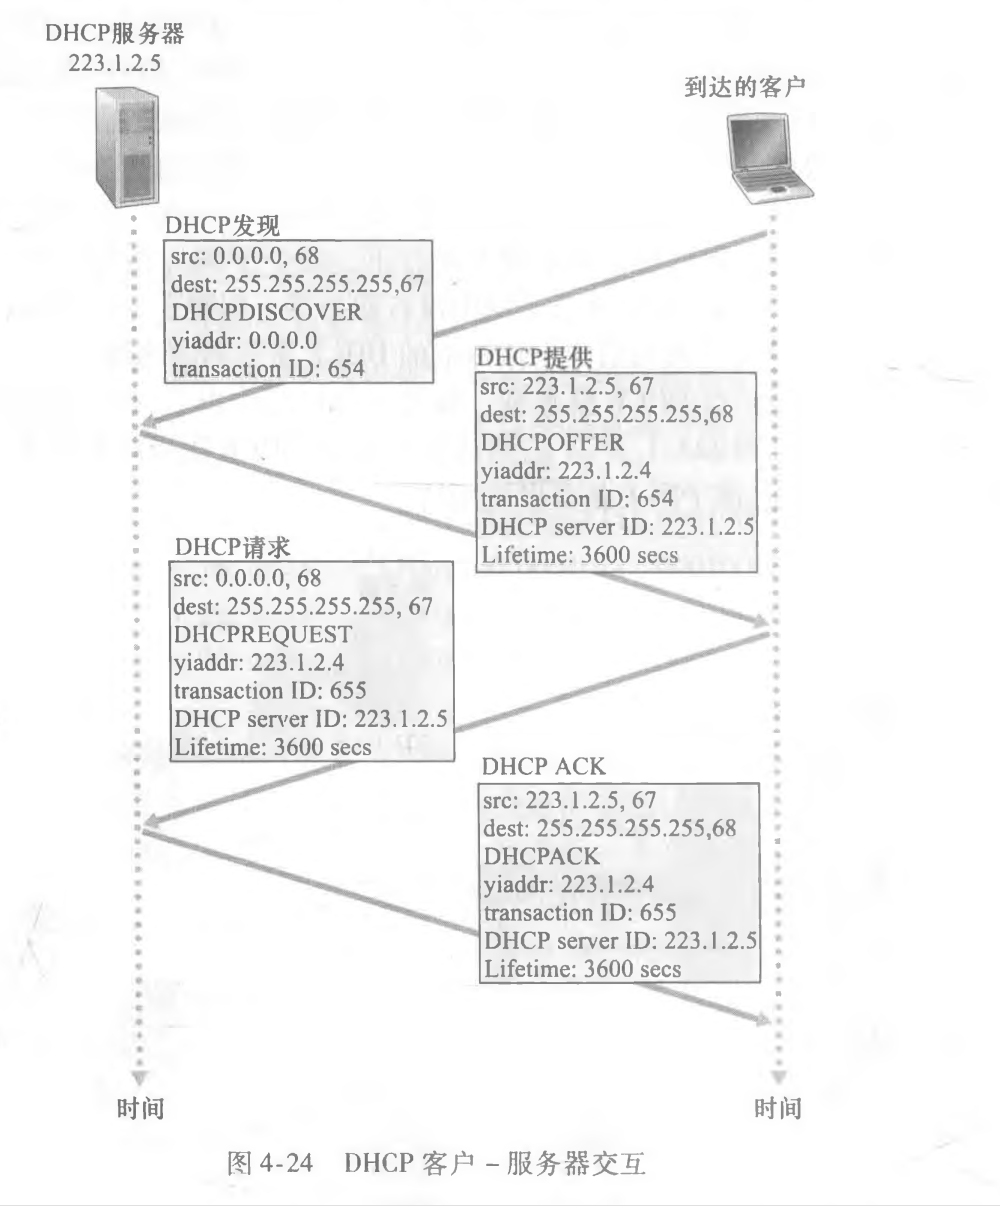 DHCP服务器
223.1.2.5
到达的客户
DHCP发现
src: 0.0.0.0, 68
dest: 255.255.255.255,67
DHCPDISCOVER
yiaddr: 0.0.0.0
transaction ID: 654
DHCP提供
src: 223.1.2.5, 67
dest: 255.255.255.255,68
DHCPOFFER
yiaddr: 223.1.2.4
transaction ID: 654
DHCP server ID: 223.1.2.5
Lifetime: 3600 secs
DHCP请求
src: 0.0.0.0, 68
dest: 255.255.255.255, 67
DHCPREQUEST
yiaddr: 223.1.2.4
transaction ID: 655
DHCP server ID: 223.1.2.5
Lifetime: 3600 secs
DHCP ACK
src: 223.1.2.5, 67
dest: 255.255.255.255,68
DHCPACK
yiaddr: 223.1.2.4
transaction ID: 655
DHCP server ID: 223.1.2.5
Lifetime: 3600 secs
时间
时间
图 4-24 DHCP 客户－服务器交互